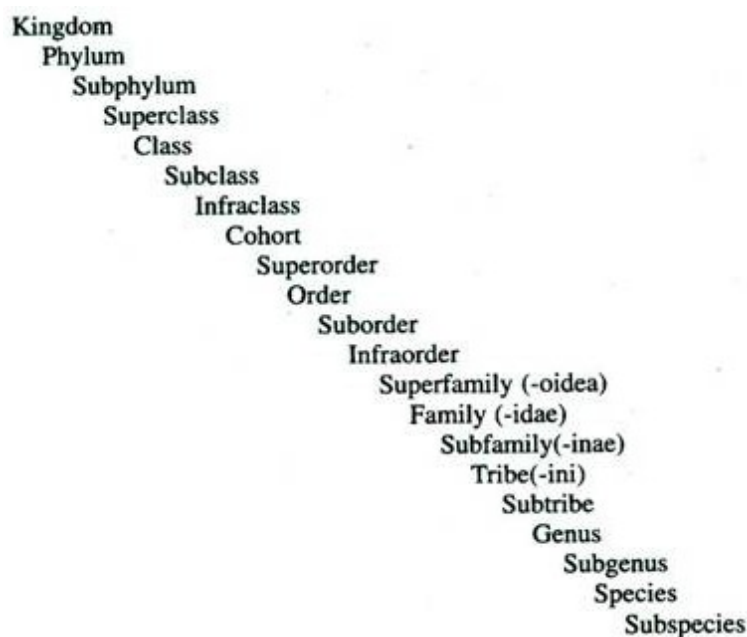 Kingdom
Phylum
Subphylum
Superclass
Class
Subclass
Infraclass
Cohort
Superorder
Order
Suborder
Infraorder
Superfamily (-oidea)
Family (-idae)
Subfamily(-inae)
Tribe(-ini)
Subtribe
Genus
Subgenus
Species
Subspecies